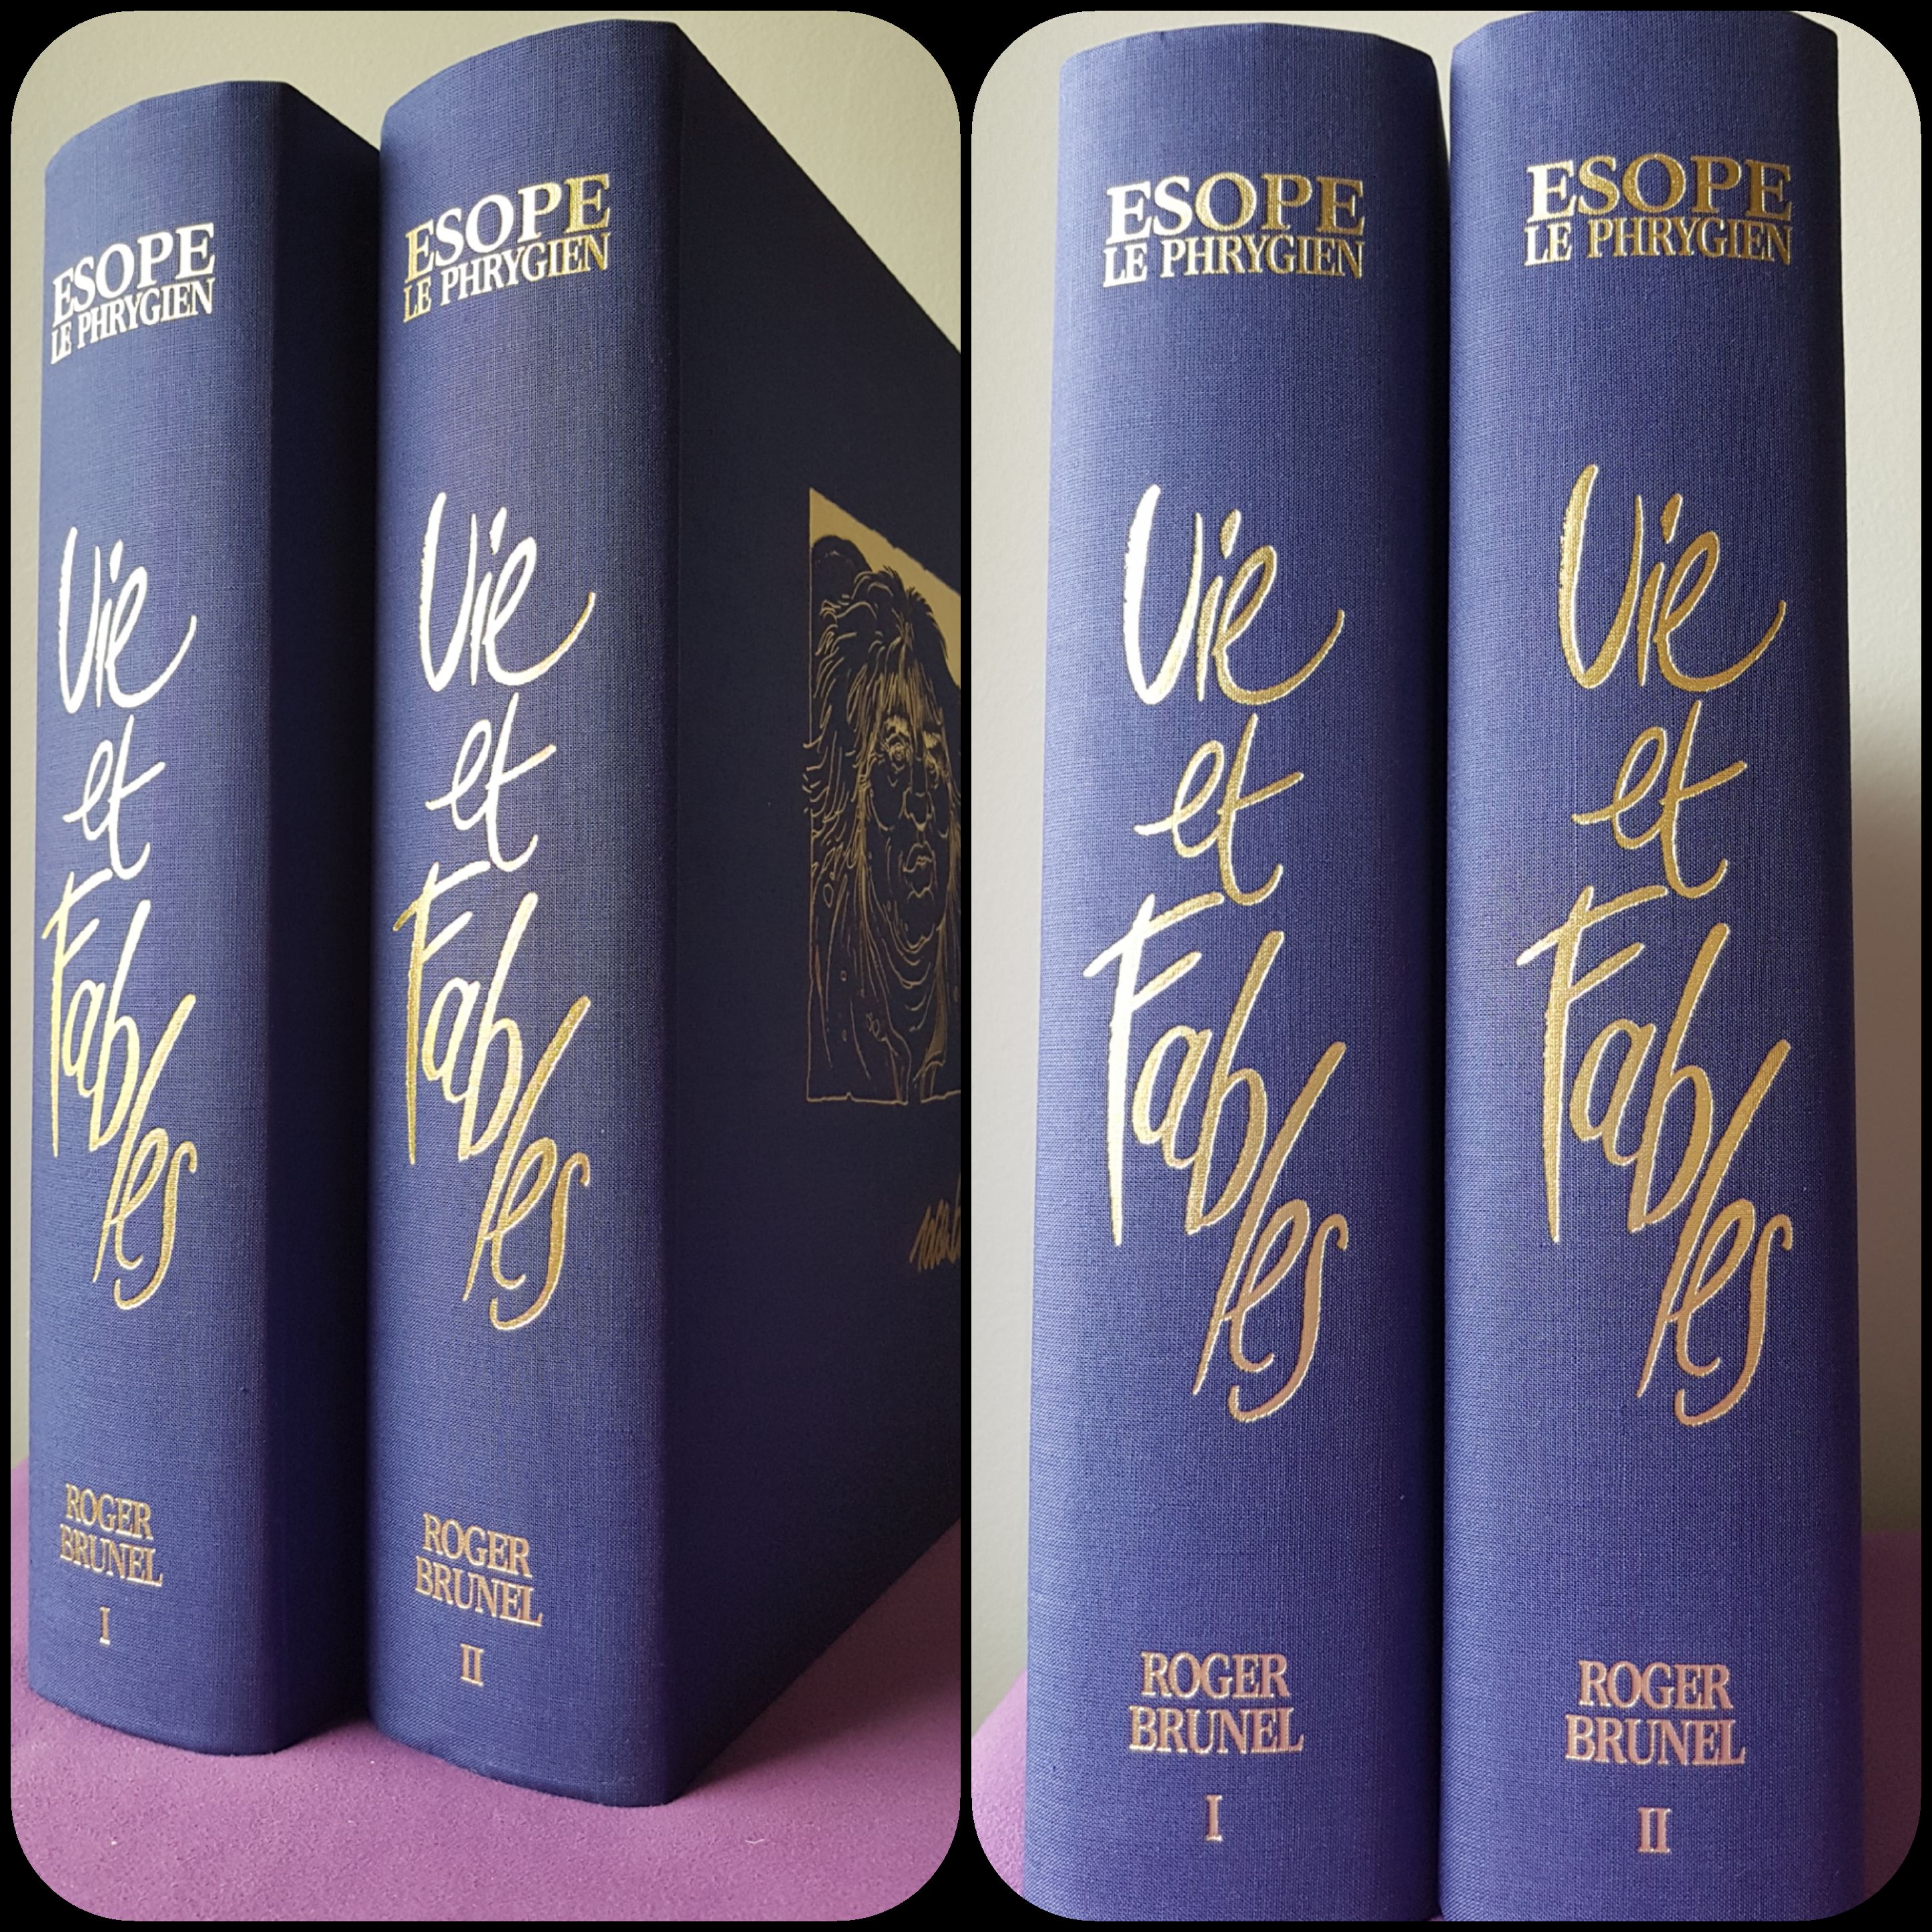 ESOPE
LE PHRYGIEN
Vie
et
Fables
ROGER
BRUNEL
I
ESOPE
LE PHRYGIEN
Vie
et
Fables
ROGER
BRUNEL
II
ESOPE
LE PHRYGIEN
Vie
et
Fables
ROGER
BRUNEL
I
ESOPE
LE PHRYGIEN
Vie
et
Fables
ROGER
BRUNEL
II